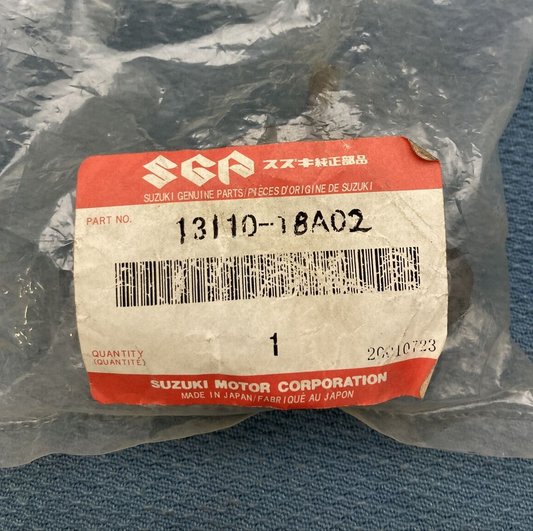 SGP スズキ純正部品
SUZUKI GENUINE PARTS/PIÈCES D'ORIGINE DE SUZUKI
PART NO. 13110-18A02
1
QUANTITY
(QUANTITÉ)
20010723
SUZUKI MOTOR CORPORATION
MADE IN JAPAN/FABRIQUÉ AU JAPON